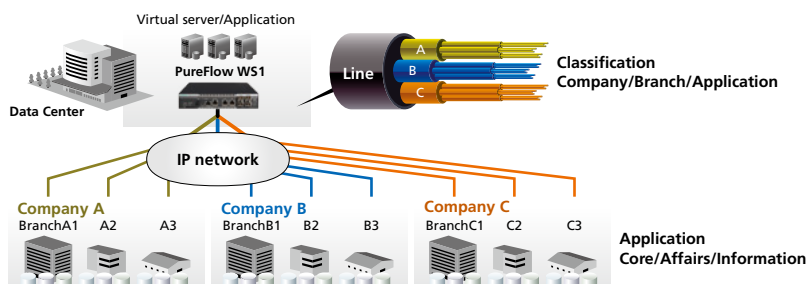 Virtual server/Application
PureFlow WS1
Data Center
Line
A
B
C
Classification
Company/Branch/Application
IP network
Company A
BranchA1 A2 A3
Company B
BranchB1 B2 B3
Company C
BranchC1 C2 C3
Application
Core/Affairs/Information